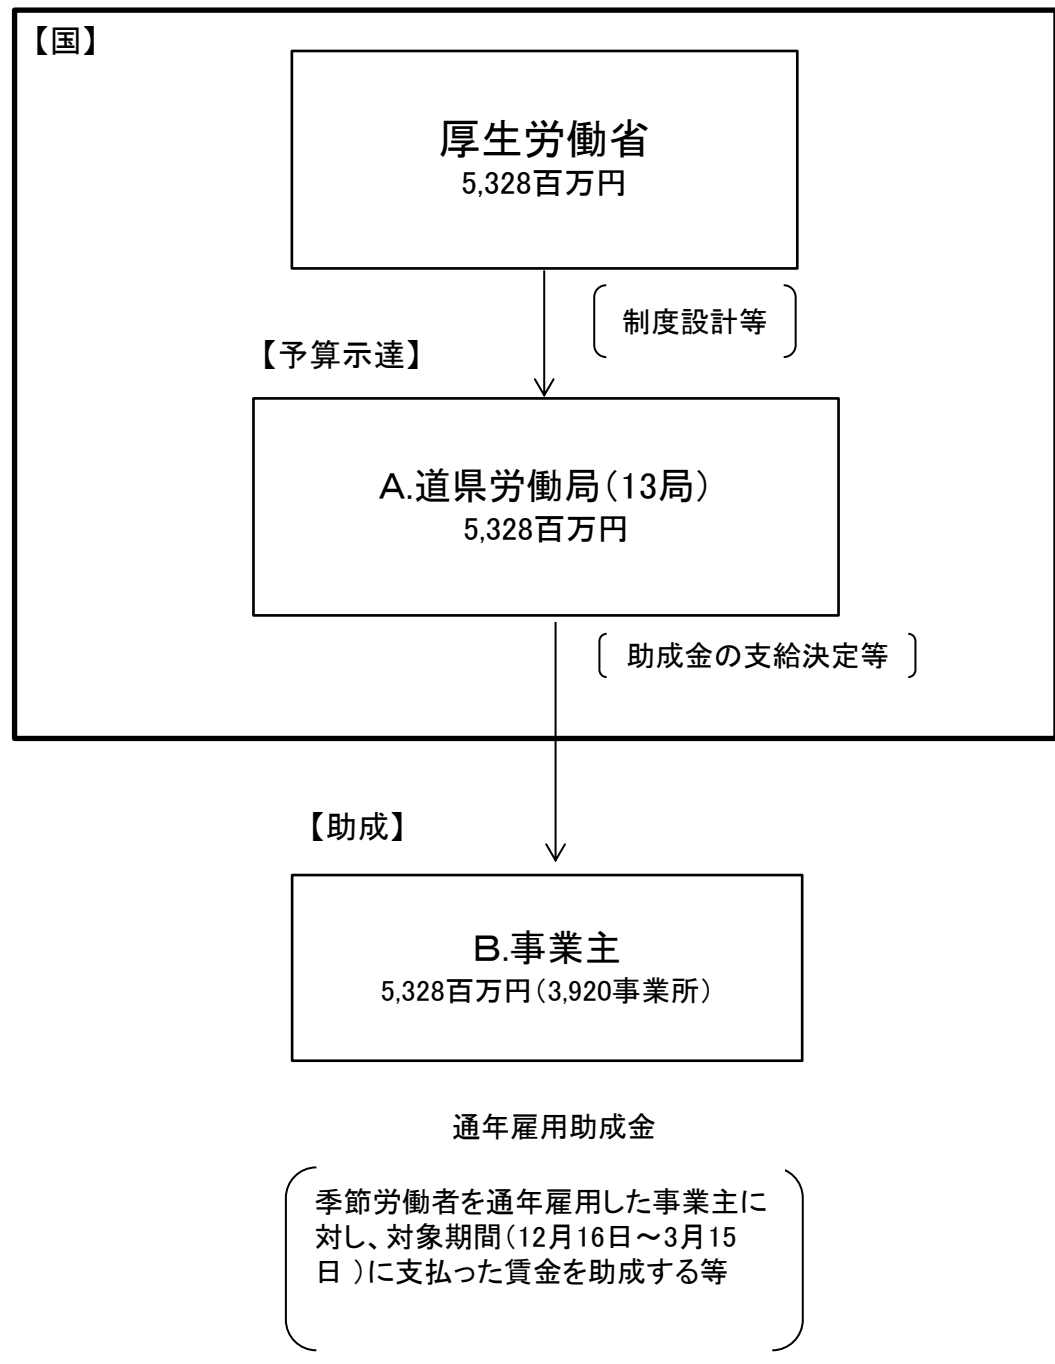 【国】
厚生労働省
5,328百万円
制度設計等
【予算示達】
A.道県労働局(13局)
5,328百万円
助成金の支給決定等
【助成】
B.事業主
5,328百万円(3,920事業所)
通年雇用助成金
季節労働者を通年雇用した事業主に
対し、対象期間(12月16日～3月15
日 )に支払った賃金を助成する等